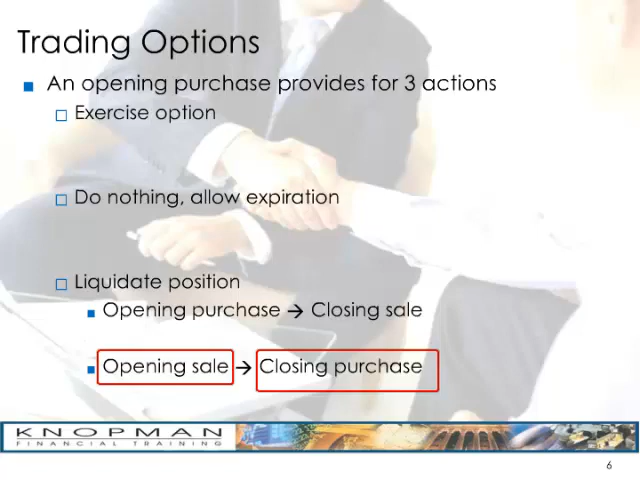 Trading Options
An opening purchase provides for 3 actions
Exercise option
Do nothing, allow expiration
Liquidate position
Opening purchase → Closing sale
Opening sale → Closing purchase
KNOPMAN
FINANCIAL TRAINING
6